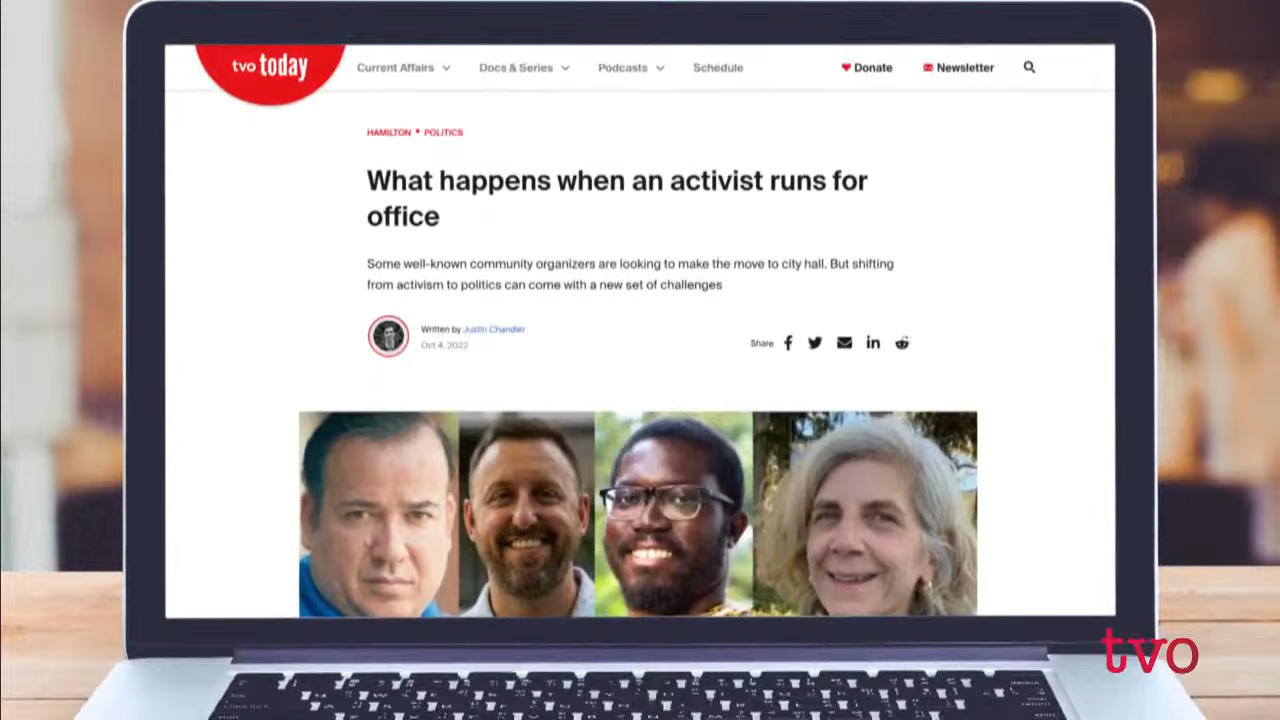 tvo today
Current Affairs
Docs & Series
Podcasts
Schedule
Donate
Newsletter
HAMILTON • POLITICS
What happens when an activist runs for
office
Some well-known community organizers are looking to make the move to city hall. But shifting
from activism to politics can come with a new set of challenges
Written by Justin Chandler
Oct 4, 2022
Share
tvo